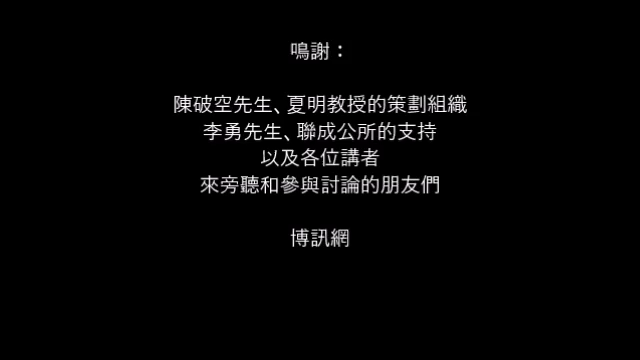 鳴謝：
陳破空先生、夏明教授的策劃組織
李勇先生、聯成公所的支持
以及各位講者
來旁聽和參與討論的朋友們
博訊網